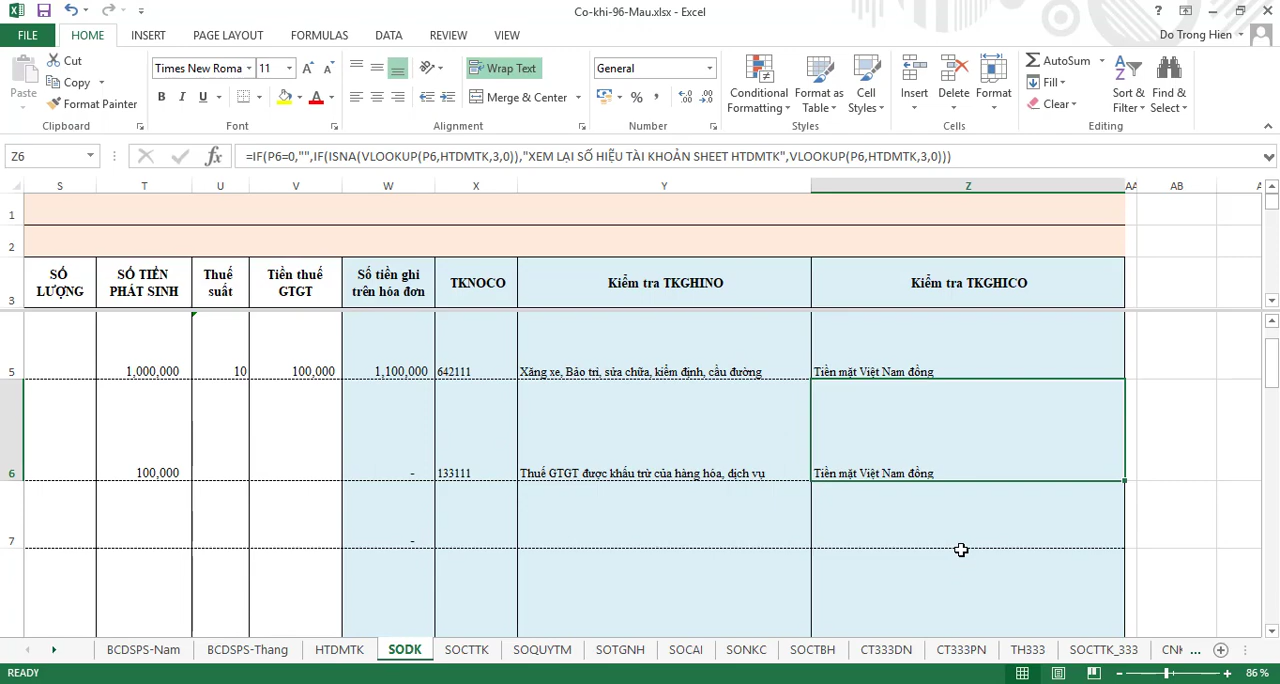 Co-khi-96-Mau.xlsx - Excel
?
FILE HOME INSERT PAGE LAYOUT FORMULAS DATA REVIEW VIEW Do Trong Hien
Paste
Cut
Copy
Format Painter
Clipboard
Times New Roma 11
B I U
Font
Wrap Text
Merge & Center
Alignment
General
%
Number
Conditional
Formatting
Format as
Table
Cell
Styles
Styles
Insert Delete Format
Cells
AutoSum
Fill
Clear
Sort &
Filter
Find &
Select
Editing
Z6 fx =IF(P6=0,"",IF(ISNA(VLOOKUP(P6,HTDMTK,3,0)),"XEM LẠI SỐ HIỆU TÀI KHOẢN SHEET HTDMTK",VLOOKUP(P6,HTDMTK,3,0)))
S T U V W X Y Z AA AB
1
2
3
SỐ
LƯỢNG
SỐ TIỀN
PHÁT SINH
Thuế
suất
Tiền thuế
GTGT
Số tiền ghi
trên hóa đơn
TKNOCO
Kiểm tra TKGHINO
Kiểm tra TKGHICO
5 1,000,000 10 100,000 1,100,000 642111 Xăng xe, Bảo trì, sửa chữa, kiểm định, cầu đường Tiền mặt Việt Nam đồng
6 100,000 - 133111 Thuế GTGT được khấu trừ của hàng hóa, dịch vụ Tiền mặt Việt Nam đồng
7 -
BCDSPS-Nam BCDSPS-Thang HTDMTK SODK SOCTTK SOQUYTM SOTGNH SOCAI SONKC SOCTBH CT333DN CT333PN TH333 SOCTTK_333 CNK ...
READY 86 %